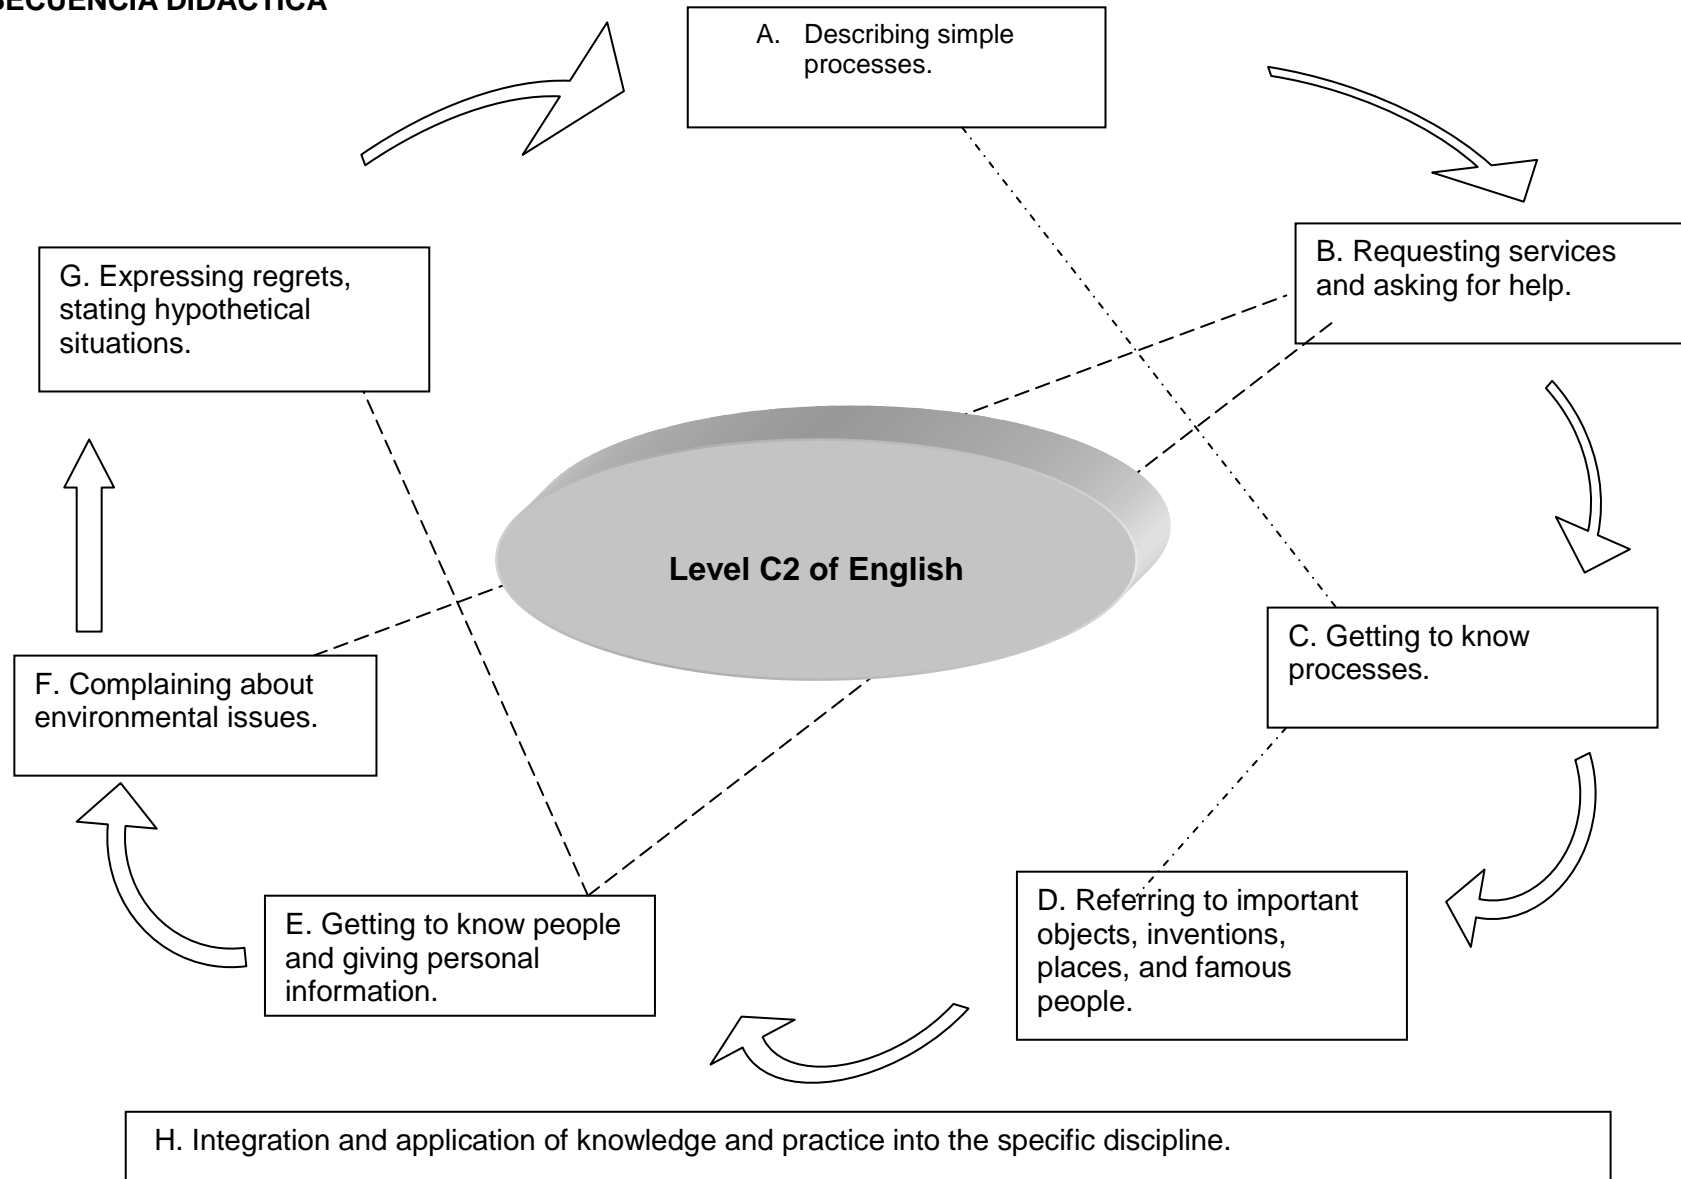 SECUENCIA DIDÁCTICA
A. Describing simple
processes.
B. Requesting services
and asking for help.
G. Expressing regrets,
stating hypothetical
situations.
Level C2 of English
C. Getting to know
processes.
F. Complaining about
environmental issues.
D. Referring to important
objects, inventions,
places, and famous
people.
E. Getting to know people
and giving personal
information.
H. Integration and application of knowledge and practice into the specific discipline.